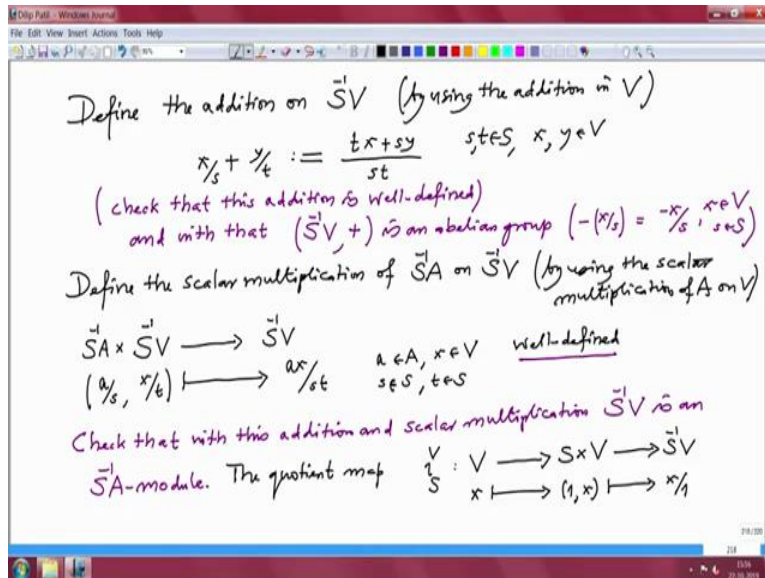 Dilip Patil - Windows Journal
File Edit View Insert Actions Tools Help
Define the addition on S⁻¹V (by using the addition in V)
x/s + y/t := (tx+sy)/st   s,t∈S, x, y∈V
(check that this addition is well-defined)
and with that (S⁻¹V, +) is an abelian group (-(x/s) = -x/s, x∈V s∈S)
Define the scalar multiplication of S⁻¹A on S⁻¹V (by using the scalar
multiplication of A on V)
S⁻¹A × S⁻¹V ⟶ S⁻¹V
(a/s, x/t) ⟼ ax/st   a∈A, x∈V   well-defined
s∈S, t∈S
Check that with this addition and scalar multiplication S⁻¹V is an
S⁻¹A-module. The quotient map   i_S^V : V ⟶ S×V ⟶ S⁻¹V
x ⟼ (1, x) ⟼ x/1
218